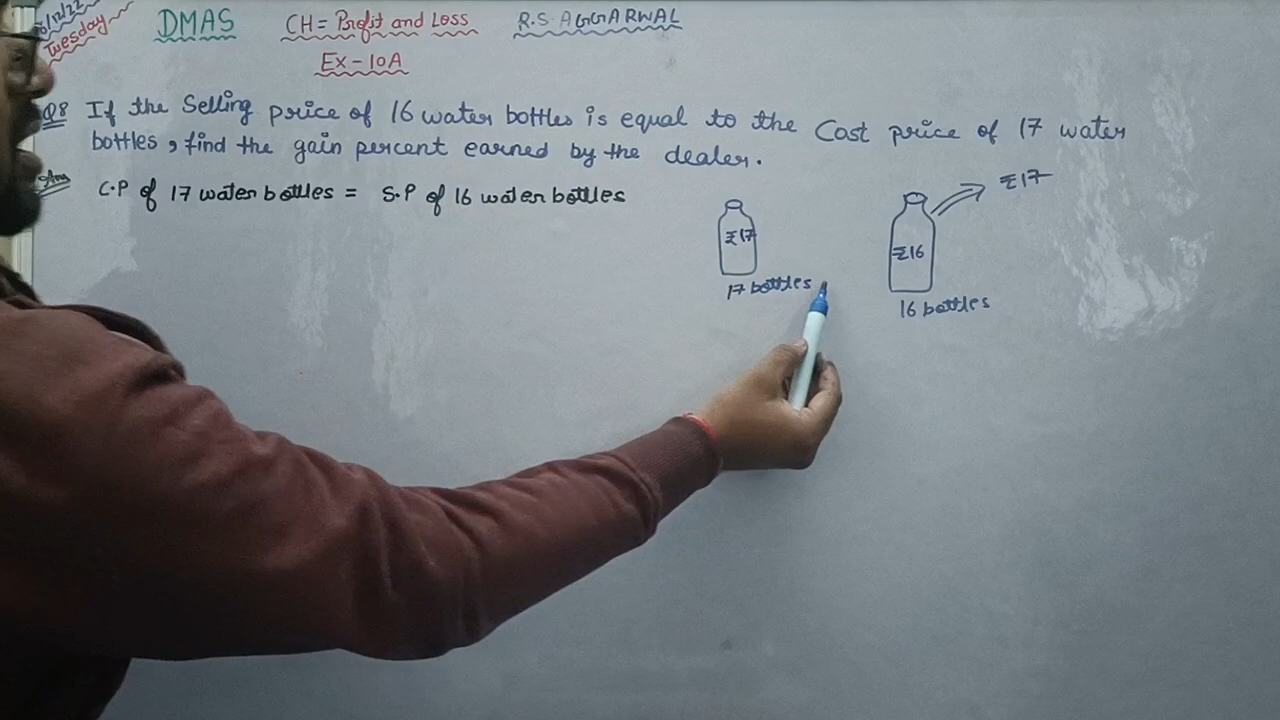 /12/22
Tuesday
DMAS
CH = Profit and Loss
R.S AGGARWAL
Ex-10A
Q8 If the Selling price of 16 water bottles is equal to the Cost price of 17 water
bottles, find the gain percent earned by the dealer.
Ans
C.P of 17 water bottles = S.P of 16 water bottles
₹17
17 bottles
₹16
16 bottles
₹17